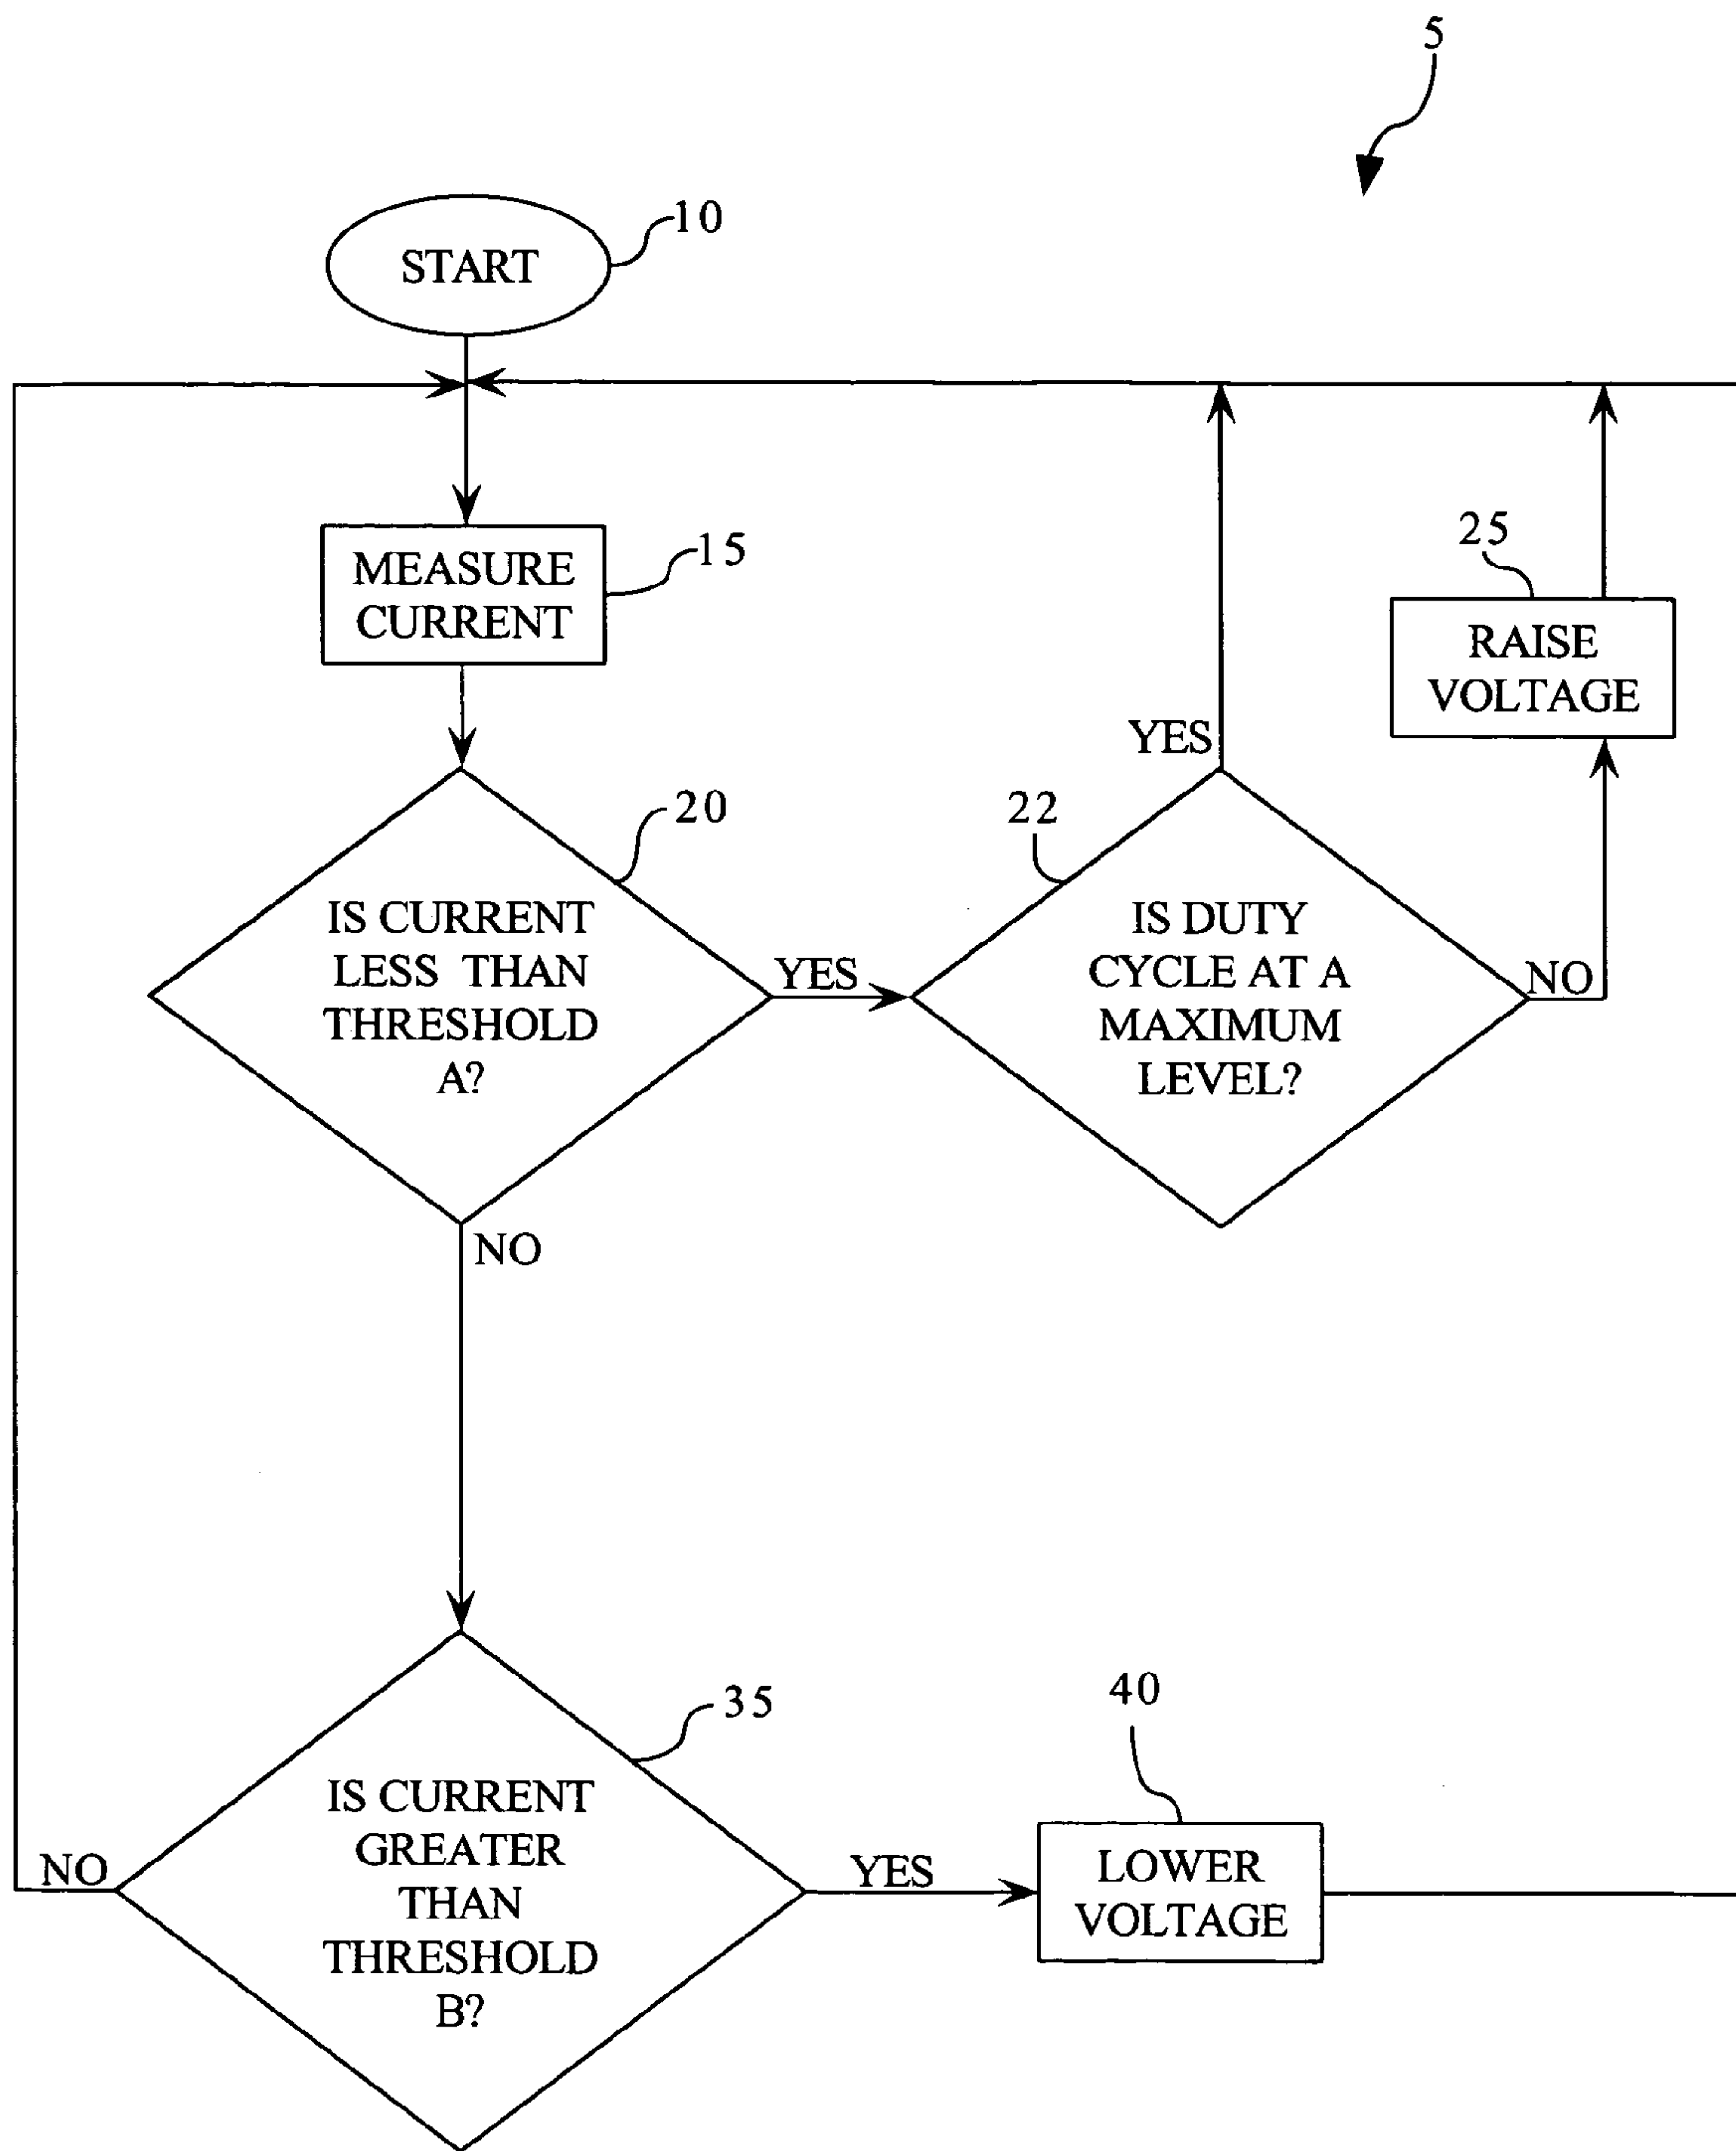 5
10
START
MEASURE
CURRENT
15
25
RAISE
VOLTAGE
YES
20
22
IS CURRENT
LESS THAN
THRESHOLD
A?
YES
IS DUTY
CYCLE AT A
MAXIMUM
LEVEL?
NO
NO
35
40
IS CURRENT
GREATER
THAN
THRESHOLD
B?
NO
YES
LOWER
VOLTAGE